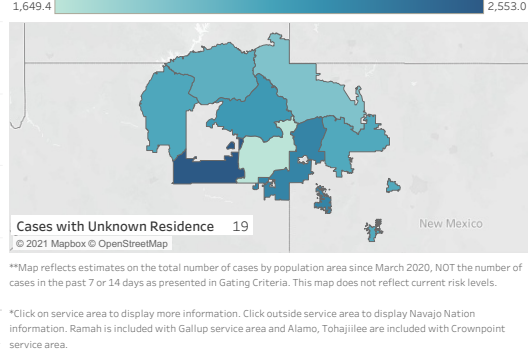 1,649.4 2,553.0
Cases with Unknown Residence 19
New Mexico
© 2021 Mapbox © OpenStreetMap
**Map reflects estimates on the total number of cases by population area since March 2020, NOT the number of
cases in the past 7 or 14 days as presented in Gating Criteria. This map does not reflect current risk levels.
*Click on service area to display more information. Click outside service area to display Navajo Nation
information. Ramah is included with Gallup service area and Alamo, Tohajiilee are included with Crownpoint
service area.